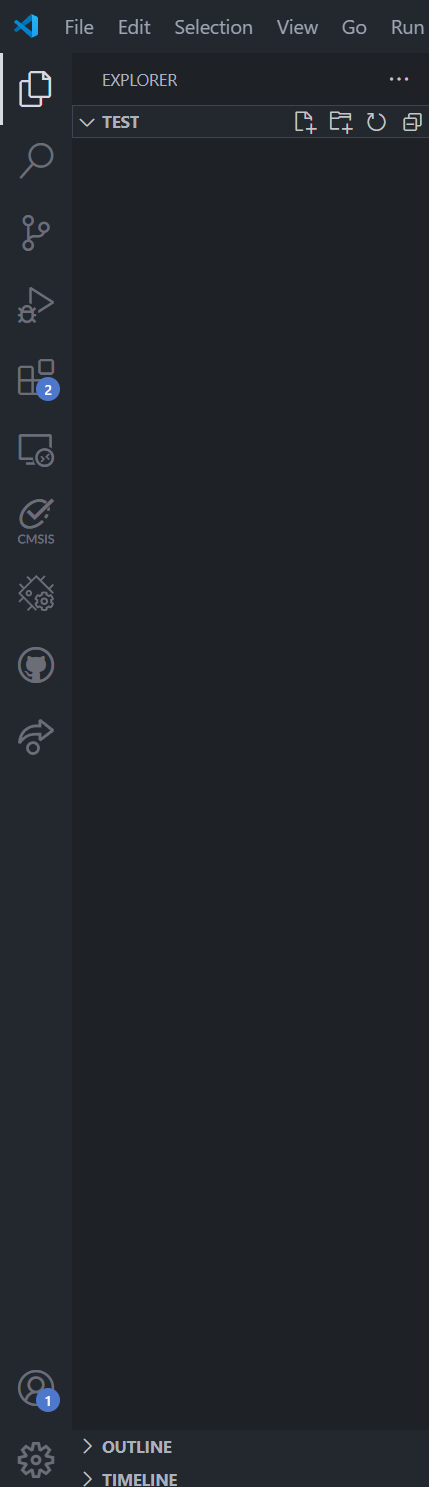 File Edit Selection View Go Run
EXPLORER
TEST
2
CMSIS
1
OUTLINE
TIMELINE